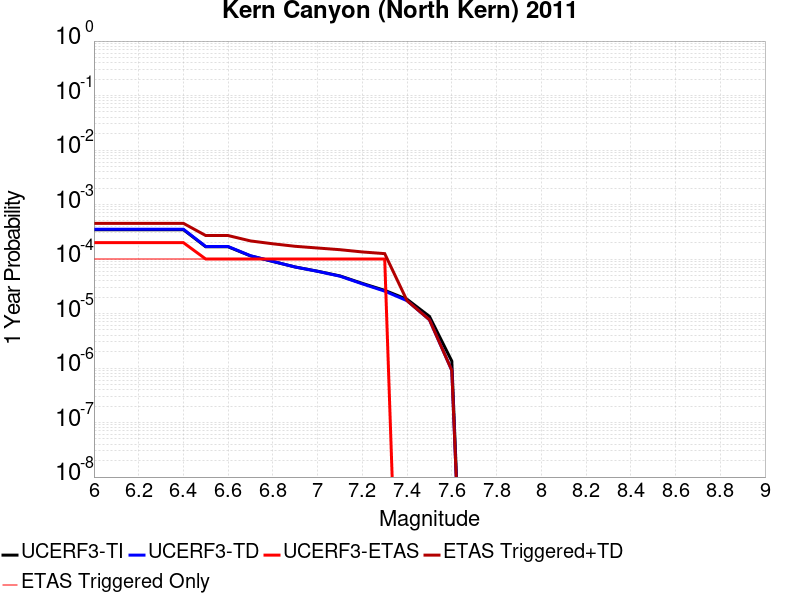 Kern Canyon (North Kern) 2011
10^0
10^-1
10^-2
10^-3
10^-4
10^-5
10^-6
10^-7
10^-8
1 Year Probability
6 6.2 6.4 6.6 6.8 7 7.2 7.4 7.6 7.8 8 8.2 8.4 8.6 8.8 9
Magnitude
UCERF3-TI UCERF3-TD UCERF3-ETAS ETAS Triggered+TD
ETAS Triggered Only